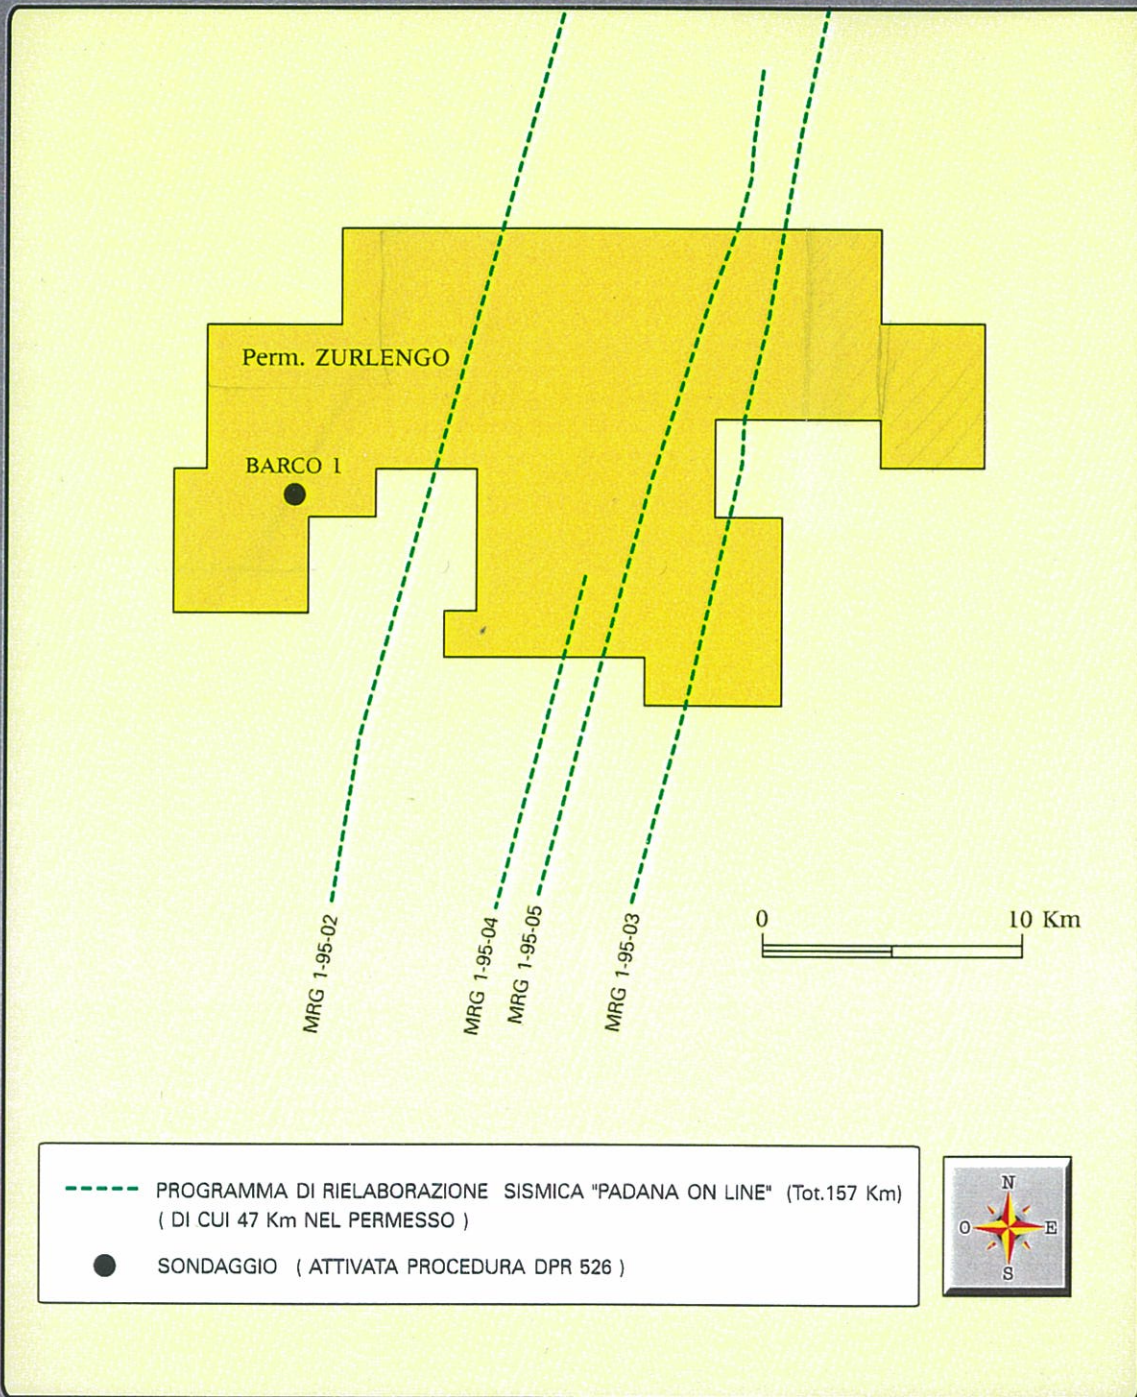 Perm. ZURLENGO
BARCO 1
MRG 1-95-02
MRG 1-95-04
MRG 1-95-05
MRG 1-95-03
0 10 Km
PROGRAMMA DI RIELABORAZIONE SISMICA "PADANA ON LINE" (Tot.157 Km)
( DI CUI 47 Km NEL PERMESSO )
SONDAGGIO ( ATTIVATA PROCEDURA DPR 526 )
N
O E
S